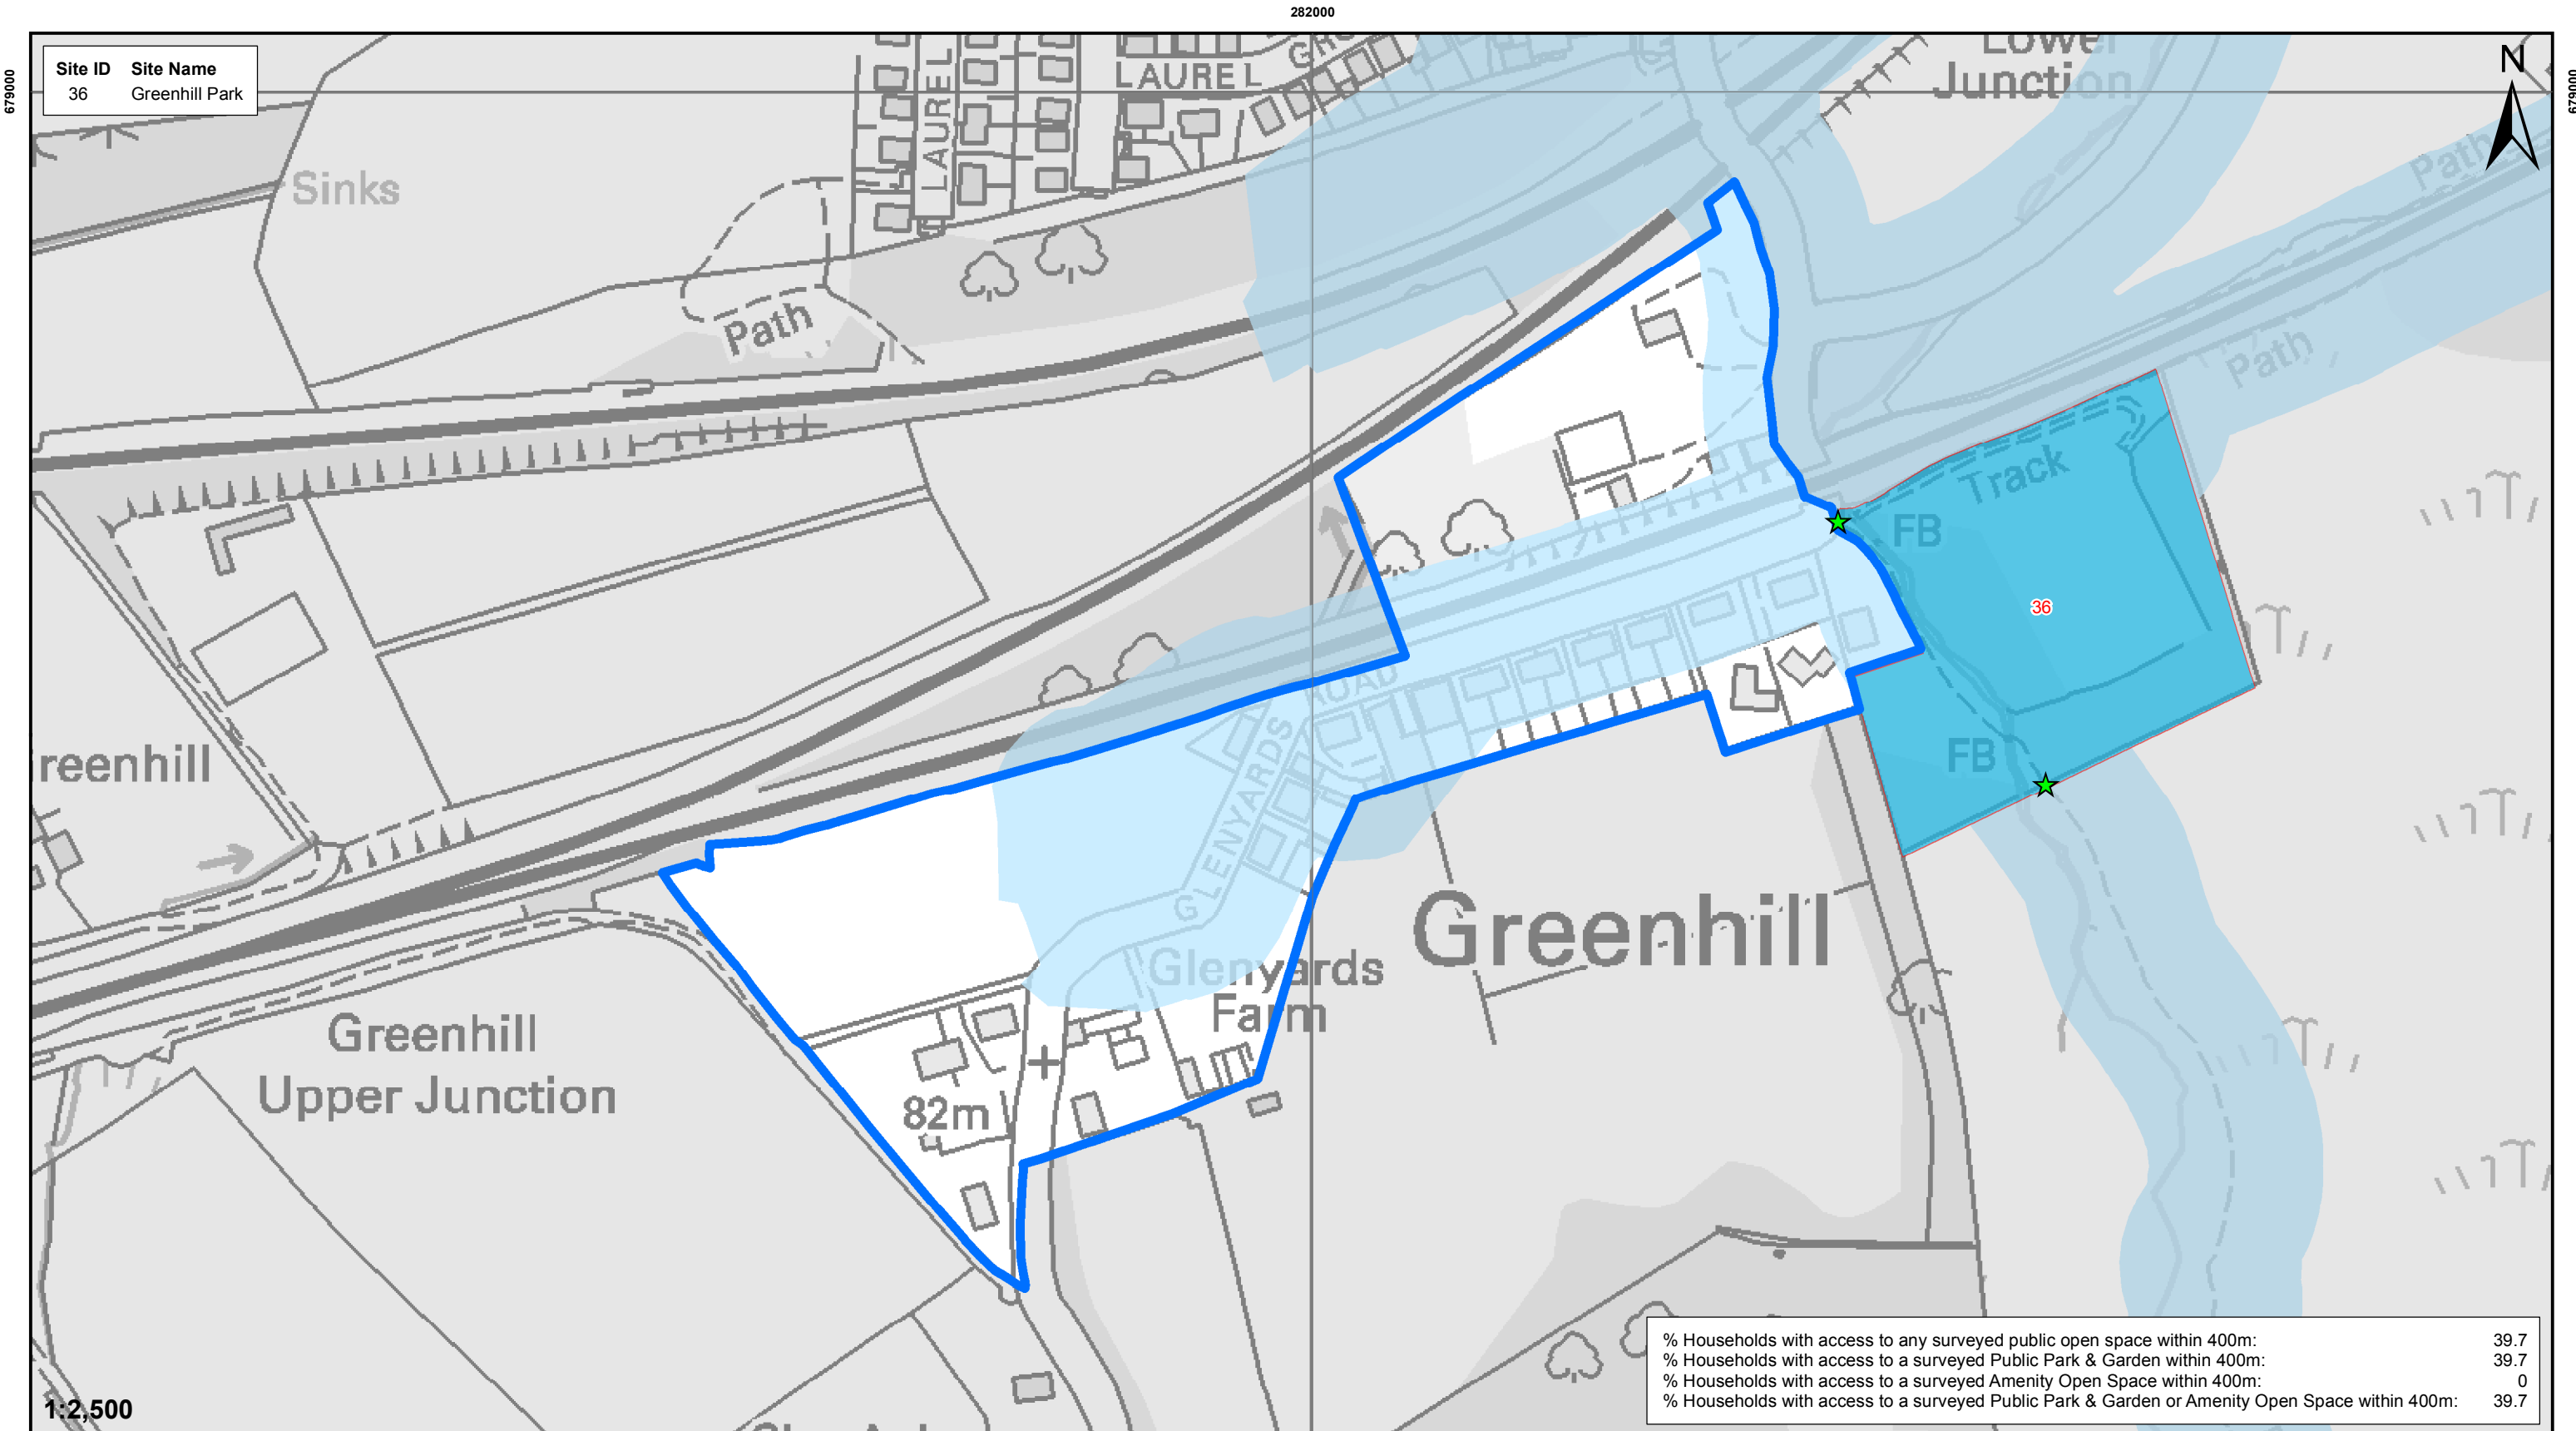 282000
679000
679000
Site ID Site Name
36 Greenhill Park
N
LAUREL
LAUREL
Lower
Junction
Sinks
Path
Path
Path
Track
FB
36
FB
GLENYARDS ROAD
GLENYARDS
reenhill
Greenhill
Glenyards
Farm
Greenhill
Upper Junction
82m
1:2,500
% Households with access to any surveyed public open space within 400m: 39.7
% Households with access to a surveyed Public Park & Garden within 400m: 39.7
% Households with access to a surveyed Amenity Open Space within 400m: 0
% Households with access to a surveyed Public Park & Garden or Amenity Open Space within 400m: 39.7